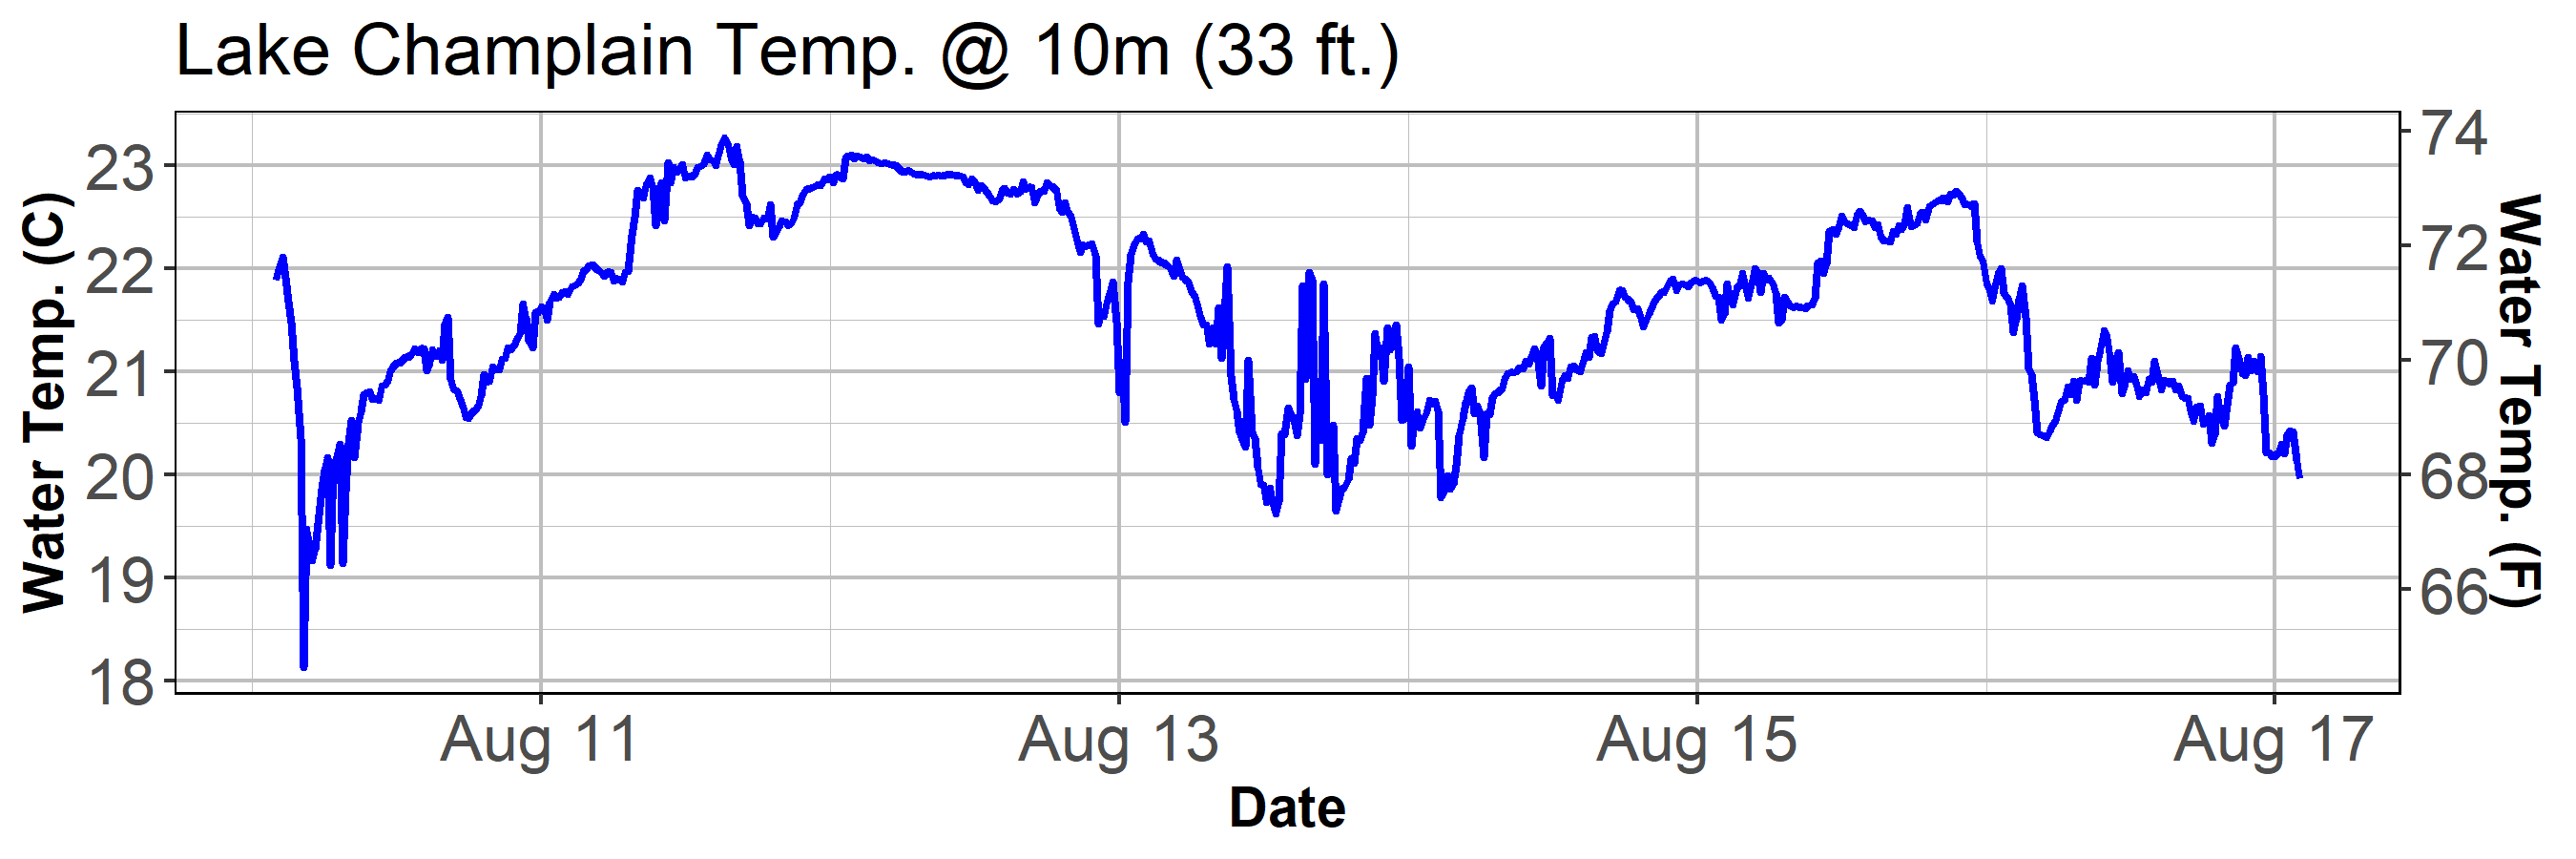 Lake Champlain Temp. @ 10m (33 ft.)
Water Temp. (C)
23
22
21
20
19
18
74
72
70
68
66
Water Temp. (F)
Aug 11 Aug 13 Aug 15 Aug 17
Date